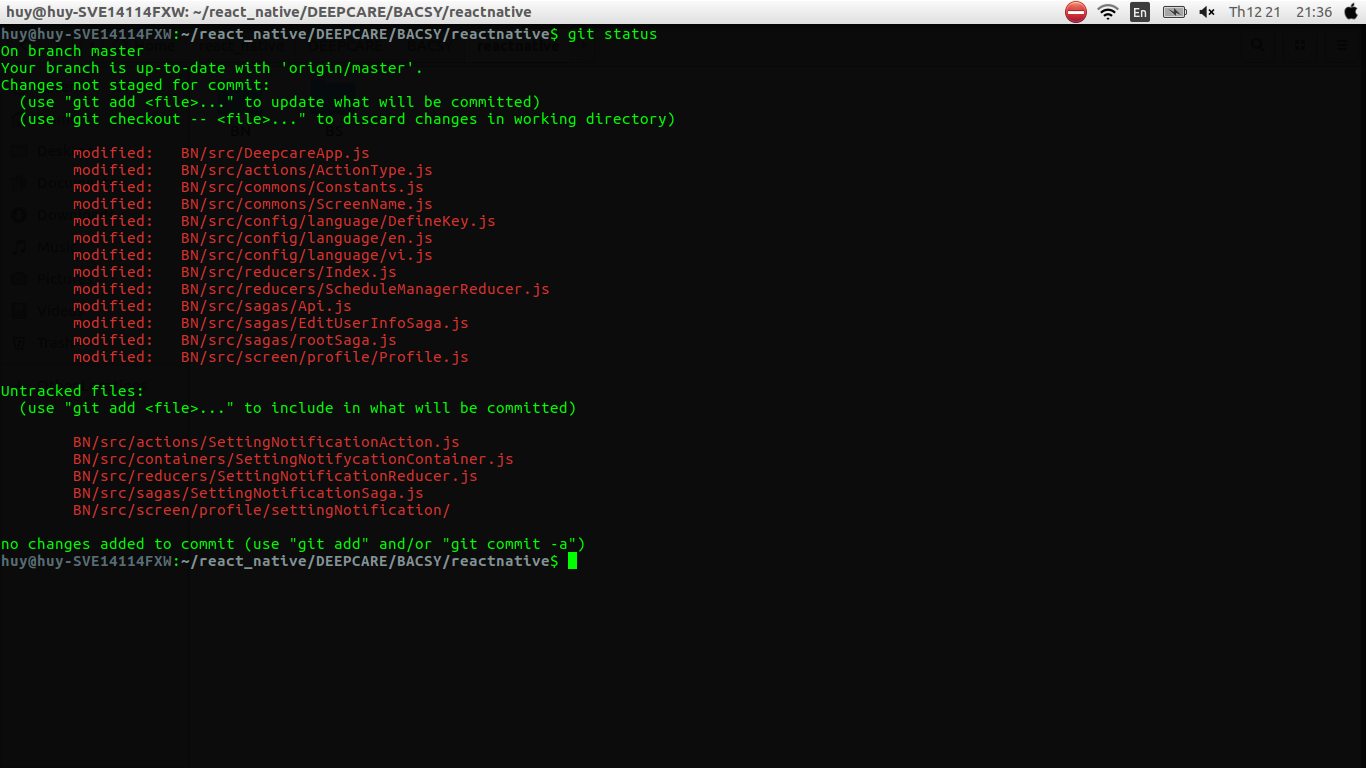 huy@huy-SVE14114FXW: ~/react_native/DEEPCARE/BACSY/reactnative
En
Th12 21 21:36
huy@huy-SVE14114FXW:~/react_native/DEEPCARE/BACSY/reactnative$ git status
On branch master
Your branch is up-to-date with 'origin/master'.
Changes not staged for commit:
  (use "git add <file>..." to update what will be committed)
  (use "git checkout -- <file>..." to discard changes in working directory)
        modified:   BN/src/DeepcareApp.js
        modified:   BN/src/actions/ActionType.js
        modified:   BN/src/commons/Constants.js
        modified:   BN/src/commons/ScreenName.js
        modified:   BN/src/config/language/DefineKey.js
        modified:   BN/src/config/language/en.js
        modified:   BN/src/config/language/vi.js
        modified:   BN/src/reducers/Index.js
        modified:   BN/src/reducers/ScheduleManagerReducer.js
        modified:   BN/src/sagas/Api.js
        modified:   BN/src/sagas/EditUserInfoSaga.js
        modified:   BN/src/sagas/rootSaga.js
        modified:   BN/src/screen/profile/Profile.js
Untracked files:
  (use "git add <file>..." to include in what will be committed)
        BN/src/actions/SettingNotificationAction.js
        BN/src/containers/SettingNotifycationContainer.js
        BN/src/reducers/SettingNotificationReducer.js
        BN/src/sagas/SettingNotificationSaga.js
        BN/src/screen/profile/settingNotification/
no changes added to commit (use "git add" and/or "git commit -a")
huy@huy-SVE14114FXW:~/react_native/DEEPCARE/BACSY/reactnative$